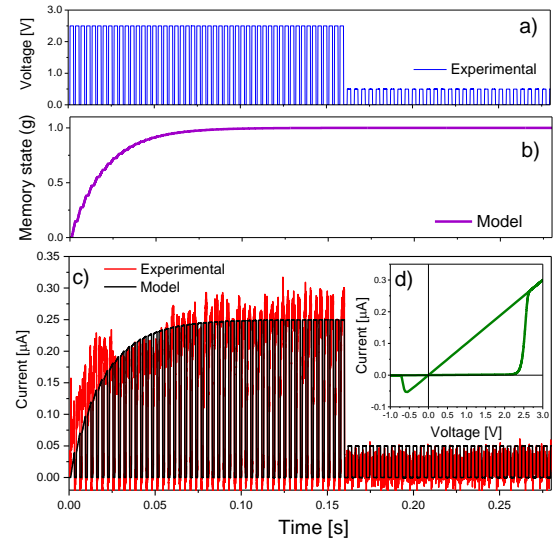 3.0
2.5
2.0
1.5
1.0
0.5
0.0
Voltage [V]
a)
Experimental
1.0
0.5
0.0
Memory state (g)
b)
Model
0.35
0.30
0.25
0.20
0.15
0.10
0.05
0.00
Current [µA]
c)
Experimental
Model
d)
0.3
0.2
0.1
0.0
-0.1
Current [µA]
-1.0 0.0 0.5 1.0 1.5 2.0 2.5 3.0
Voltage [V]
0.00 0.05 0.10 0.15 0.20 0.25
Time [s]